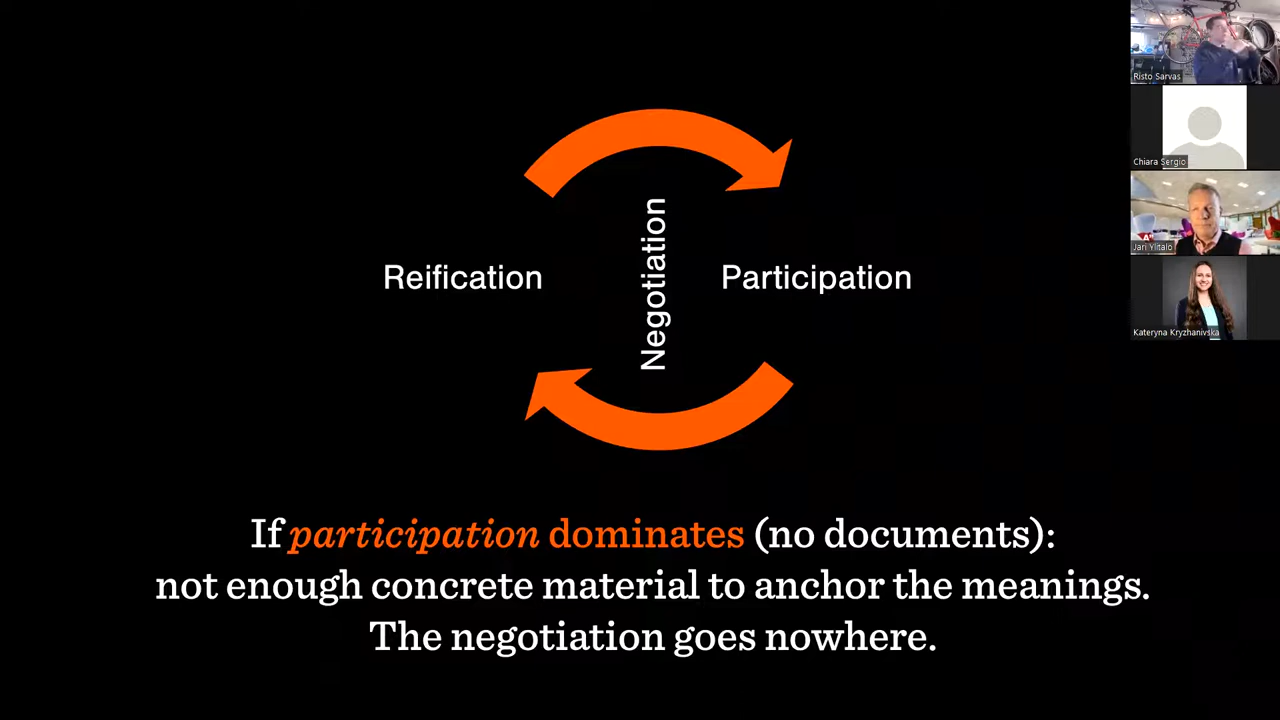 Reification
Negotiation
Participation
If participation dominates (no documents):
not enough concrete material to anchor the meanings.
The negotiation goes nowhere.
Risto Sarvas
Chiara Sergio
Jari Ylitalo
Kateryna Kryzhanivska